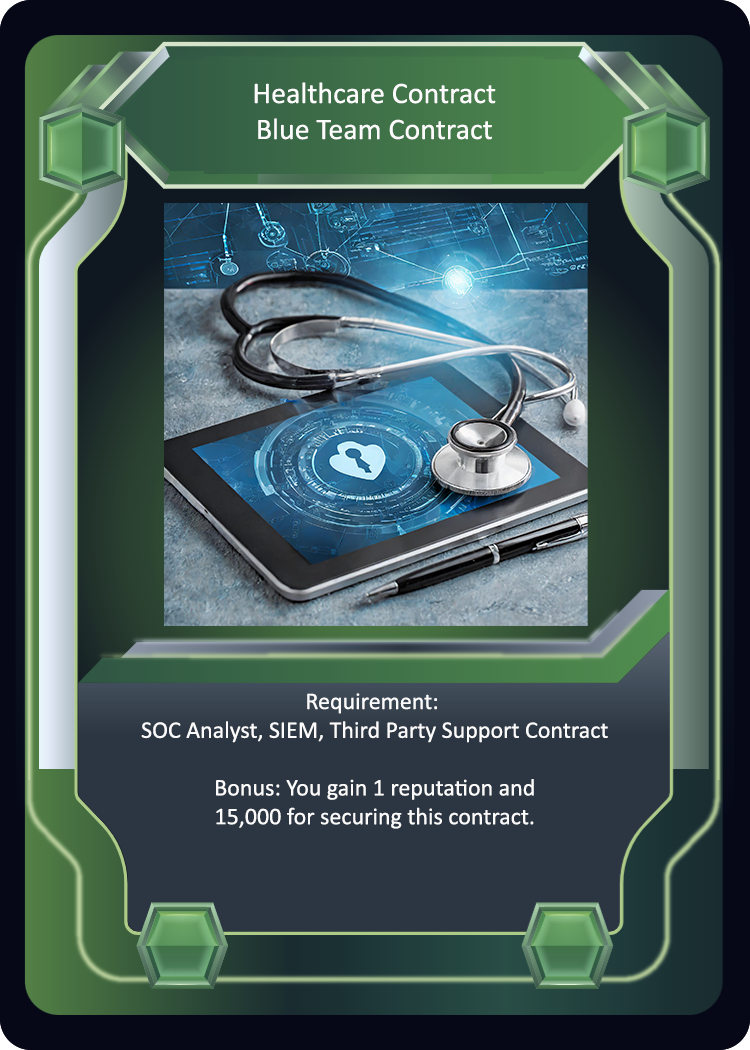 Healthcare Contract
Blue Team Contract
Requirement:
SOC Analyst, SIEM, Third Party Support Contract
Bonus: You gain 1 reputation and
15,000 for securing this contract.